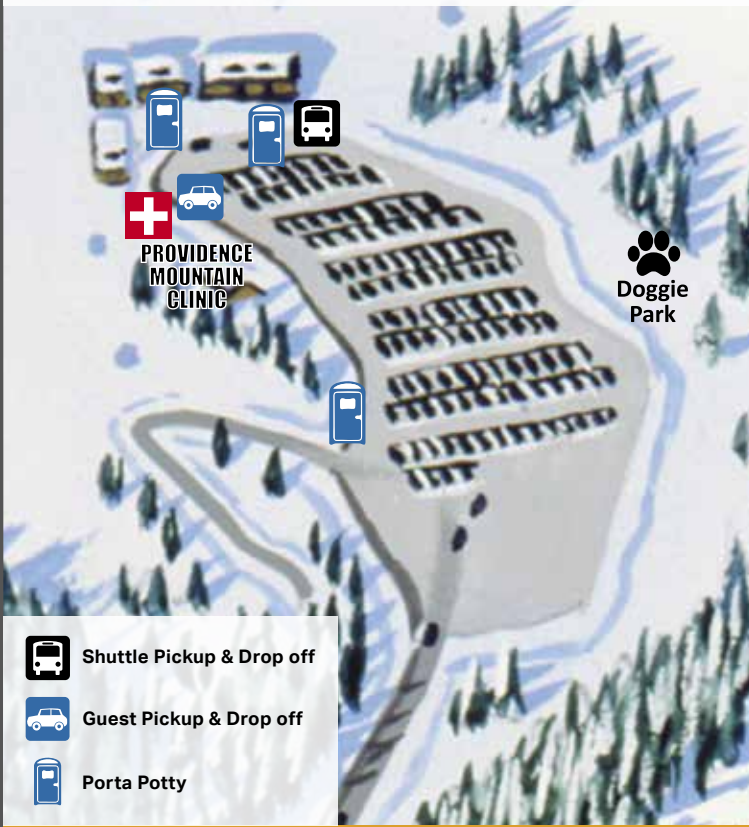 PROVIDENCE
MOUNTAIN
CLINIC
Doggie
Park
Shuttle Pickup & Drop off
Guest Pickup & Drop off
Porta Potty